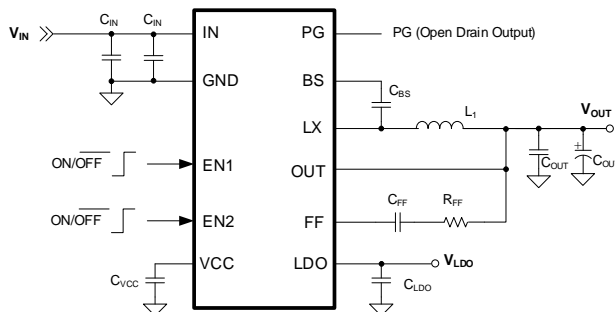 V_IN
C_IN
C_IN
IN
GND
EN1
EN2
VCC
PG
BS
LX
OUT
FF
LDO
PG (Open Drain Output)
C_BS
L_1
V_OUT
C_OUT
+
C_OU
ON/OFF
ON/OFF
C_FF
R_FF
C_VCC
V_LDO
C_LDO